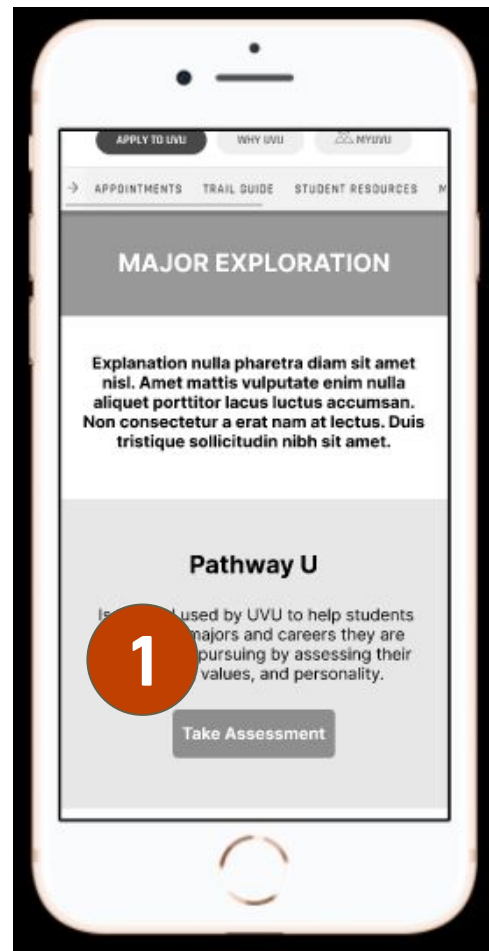 APPLY TO UVU WHY UVU MYUVU
APPOINTMENTS TRAIL GUIDE STUDENT RESOURCES M
MAJOR EXPLORATION
Explanation nulla pharetra diam sit amet
nisl. Amet mattis vulputate enim nulla
aliquet porttitor lacus luctus accumsan.
Non consectetur a erat nam at lectus. Duis
tristique sollicitudin nibh sit amet.
Pathway U
used by UVU to help students
majors and careers they are
pursuing by assessing their
values, and personality.
1
Take Assessment